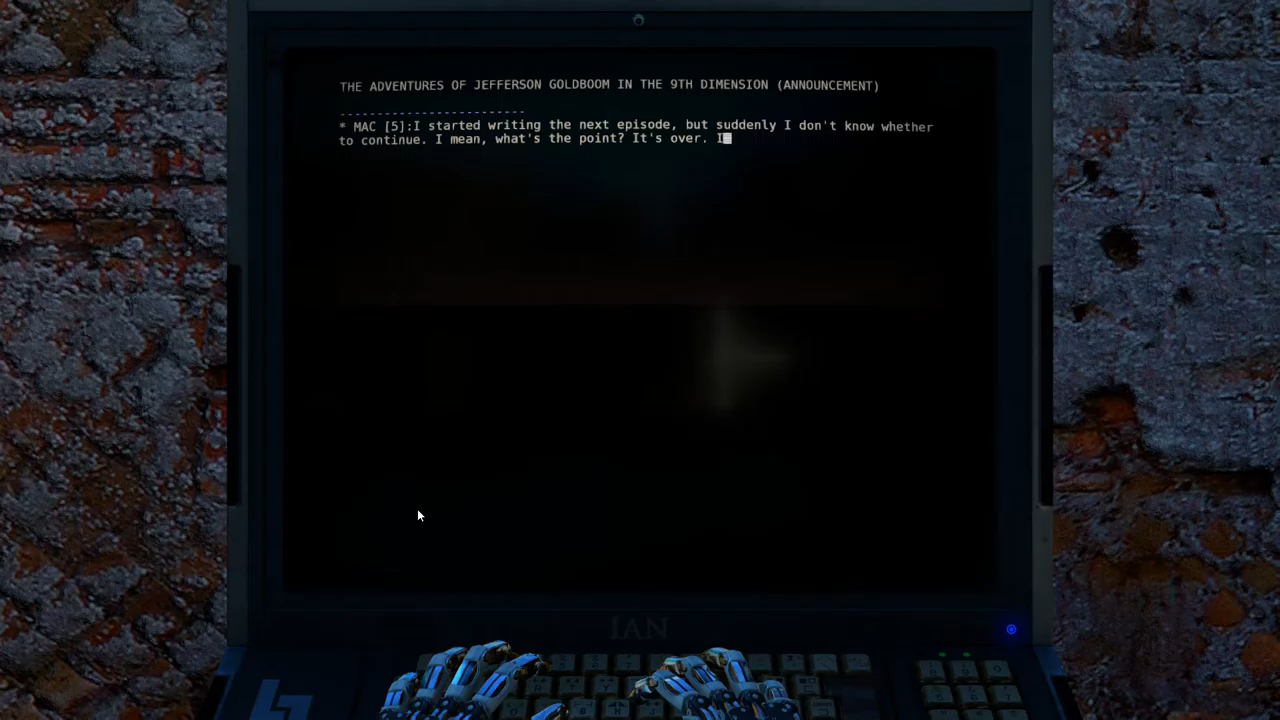 THE ADVENTURES OF JEFFERSON GOLDBOOM IN THE 9TH DIMENSION (ANNOUNCEMENT)
-------------------------
* MAC [5]:I started writing the next episode, but suddenly I don't know whether
to continue. I mean, what's the point? It's over. I
IAN